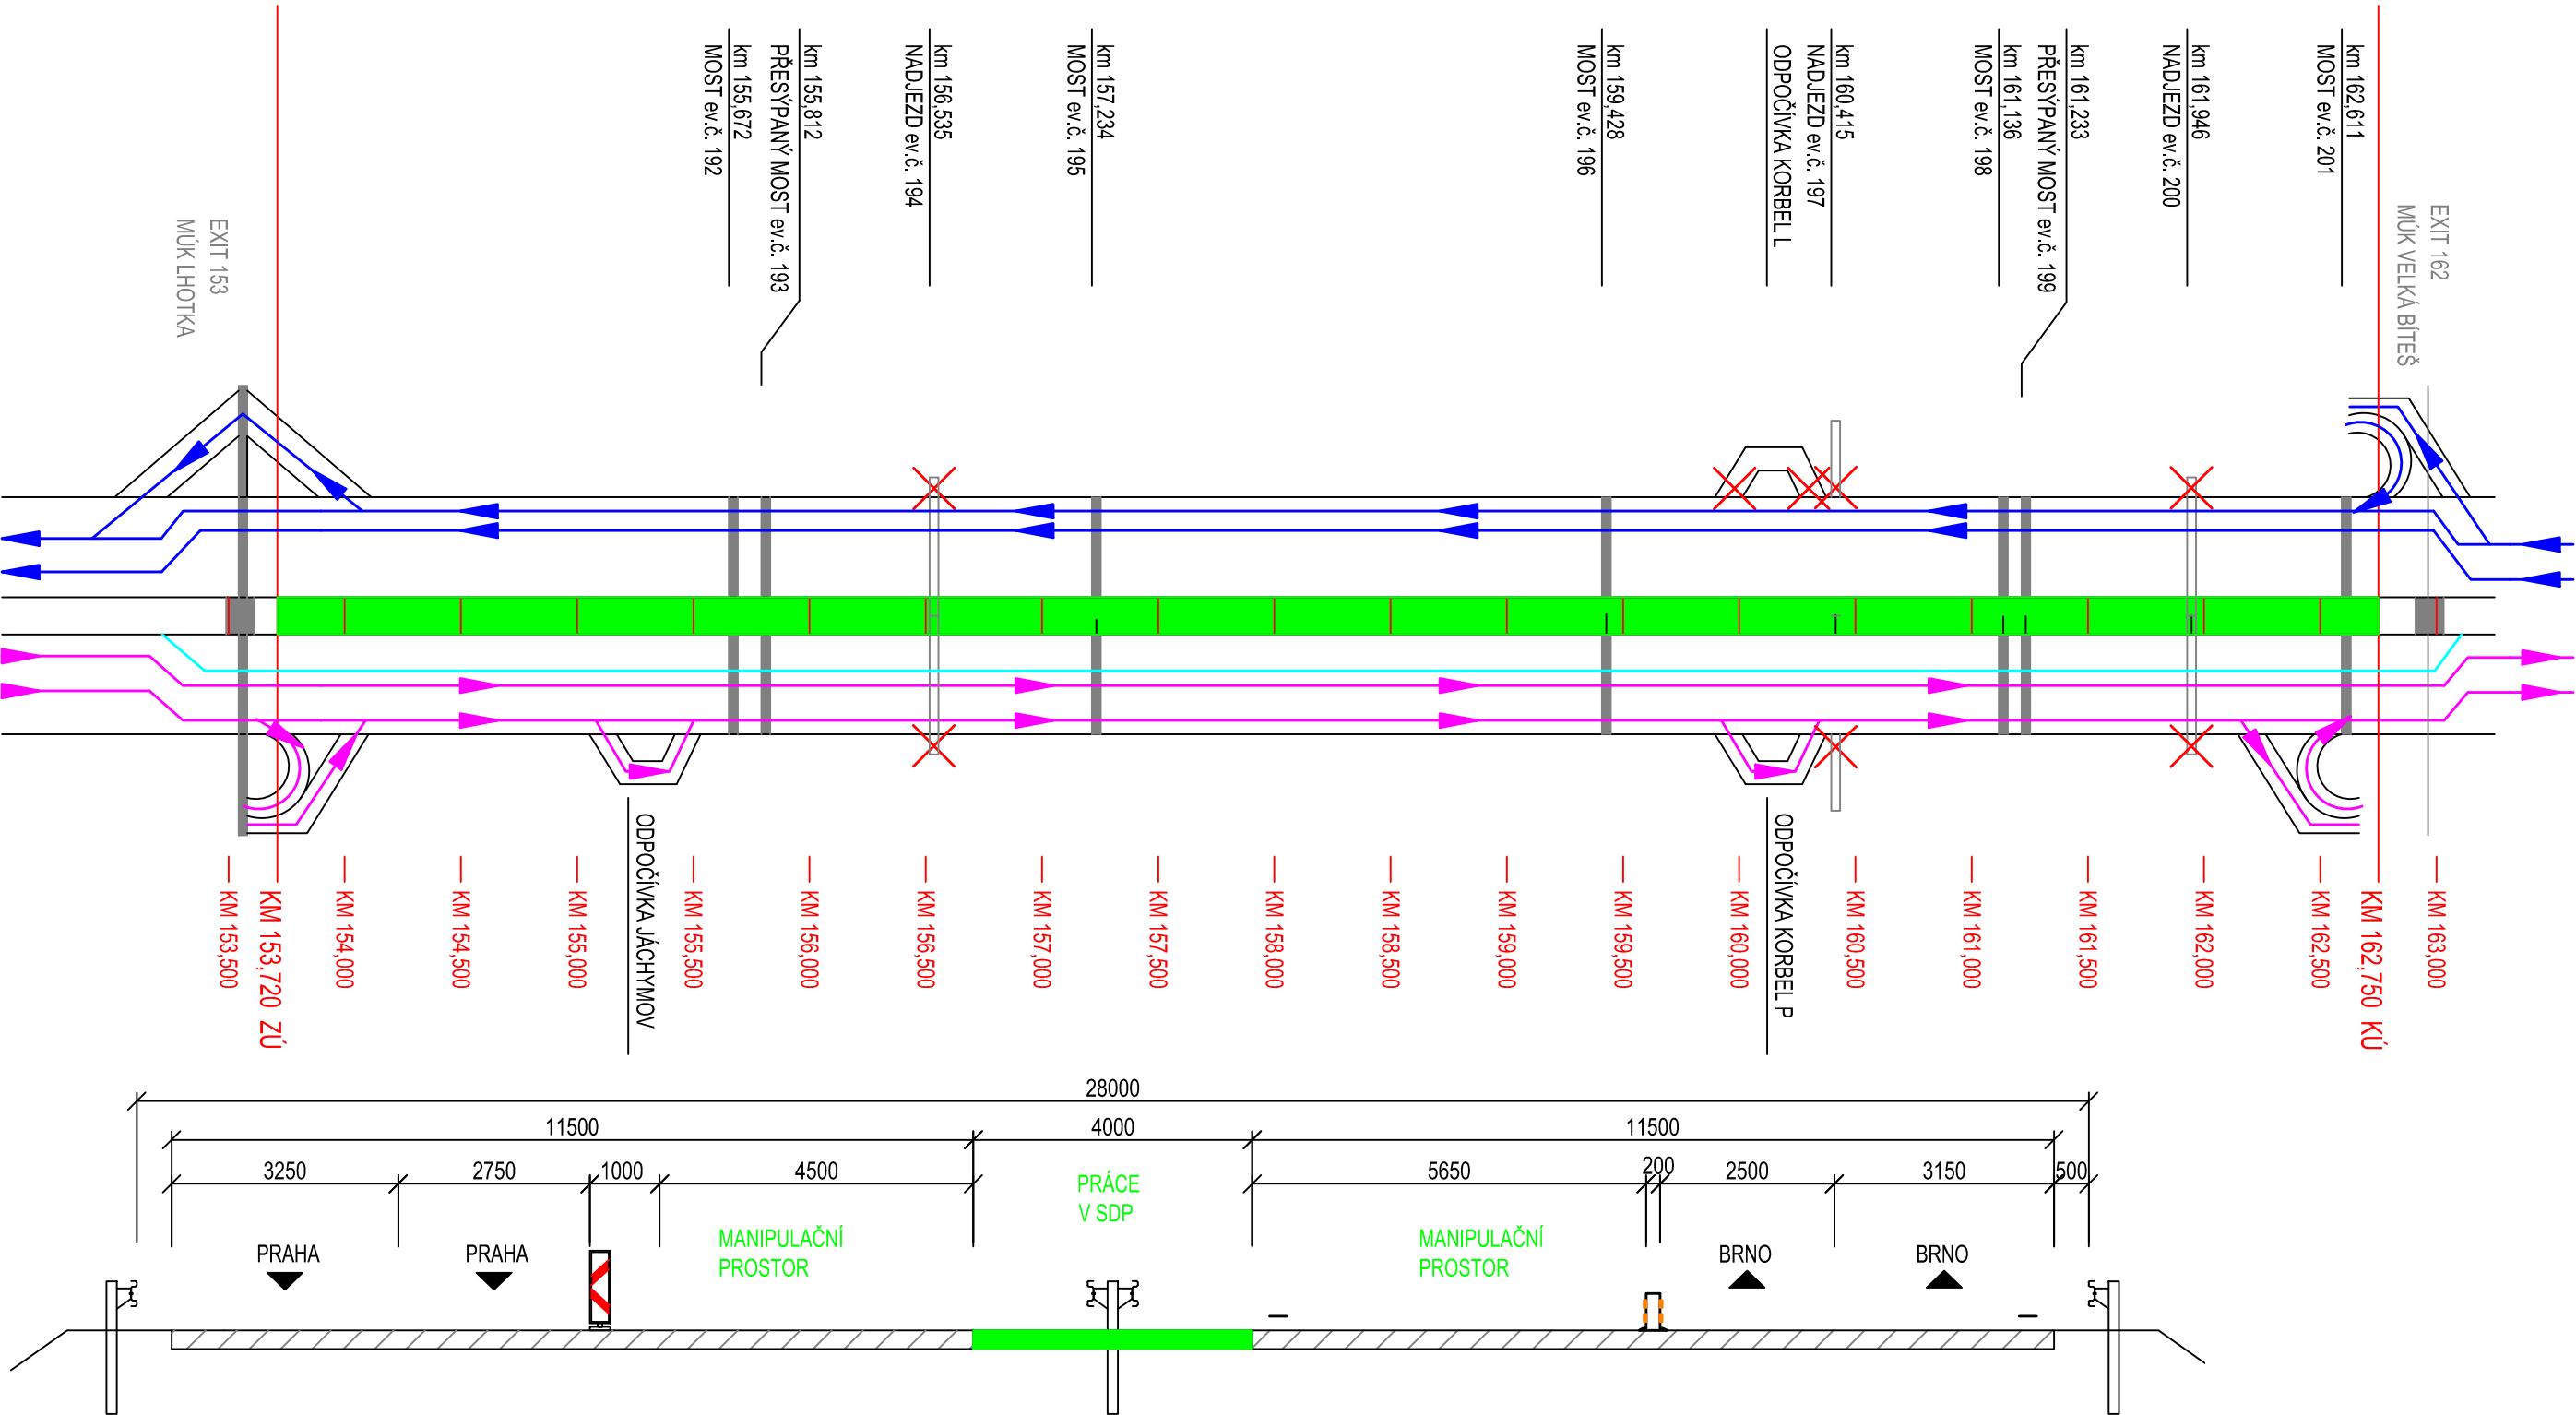 km 155,672
MOST ev.č. 192
km 155,812
PŘESÝPANÝ MOST ev.č. 193
km 156,535
NADJEZD ev.č. 194
km 157,234
MOST ev.č. 195
km 159,428
MOST ev.č. 196
ODPOČÍVKA KORBEL L
km 160,415
NADJEZD ev.č. 197
km 161,136
MOST ev.č. 198
km 161,233
PŘESÝPANÝ MOST ev.č. 199
km 161,946
NADJEZD ev.č. 200
km 162,611
MOST ev.č. 201
EXIT 153
MÚK LHOTKA
EXIT 162
MÚK VELKÁ BÍTEŠ
ODPOČÍVKA JÁCHYMOV
ODPOČÍVKA KORBEL P
KM 153,500
KM 153,720 ZÚ
KM 154,000
KM 154,500
KM 155,000
KM 155,500
KM 156,000
KM 156,500
KM 157,000
KM 157,500
KM 158,000
KM 158,500
KM 159,000
KM 159,500
KM 160,000
KM 160,500
KM 161,000
KM 161,500
KM 162,000
KM 162,500
KM 162,750 KÚ
KM 163,000
28000
11500 4000 11500
3250 2750 1000 4500 5650 200 2500 3150 500
PRÁCE
V SDP
PRAHA PRAHA
MANIPULAČNÍ
PROSTOR
MANIPULAČNÍ
PROSTOR
BRNO BRNO